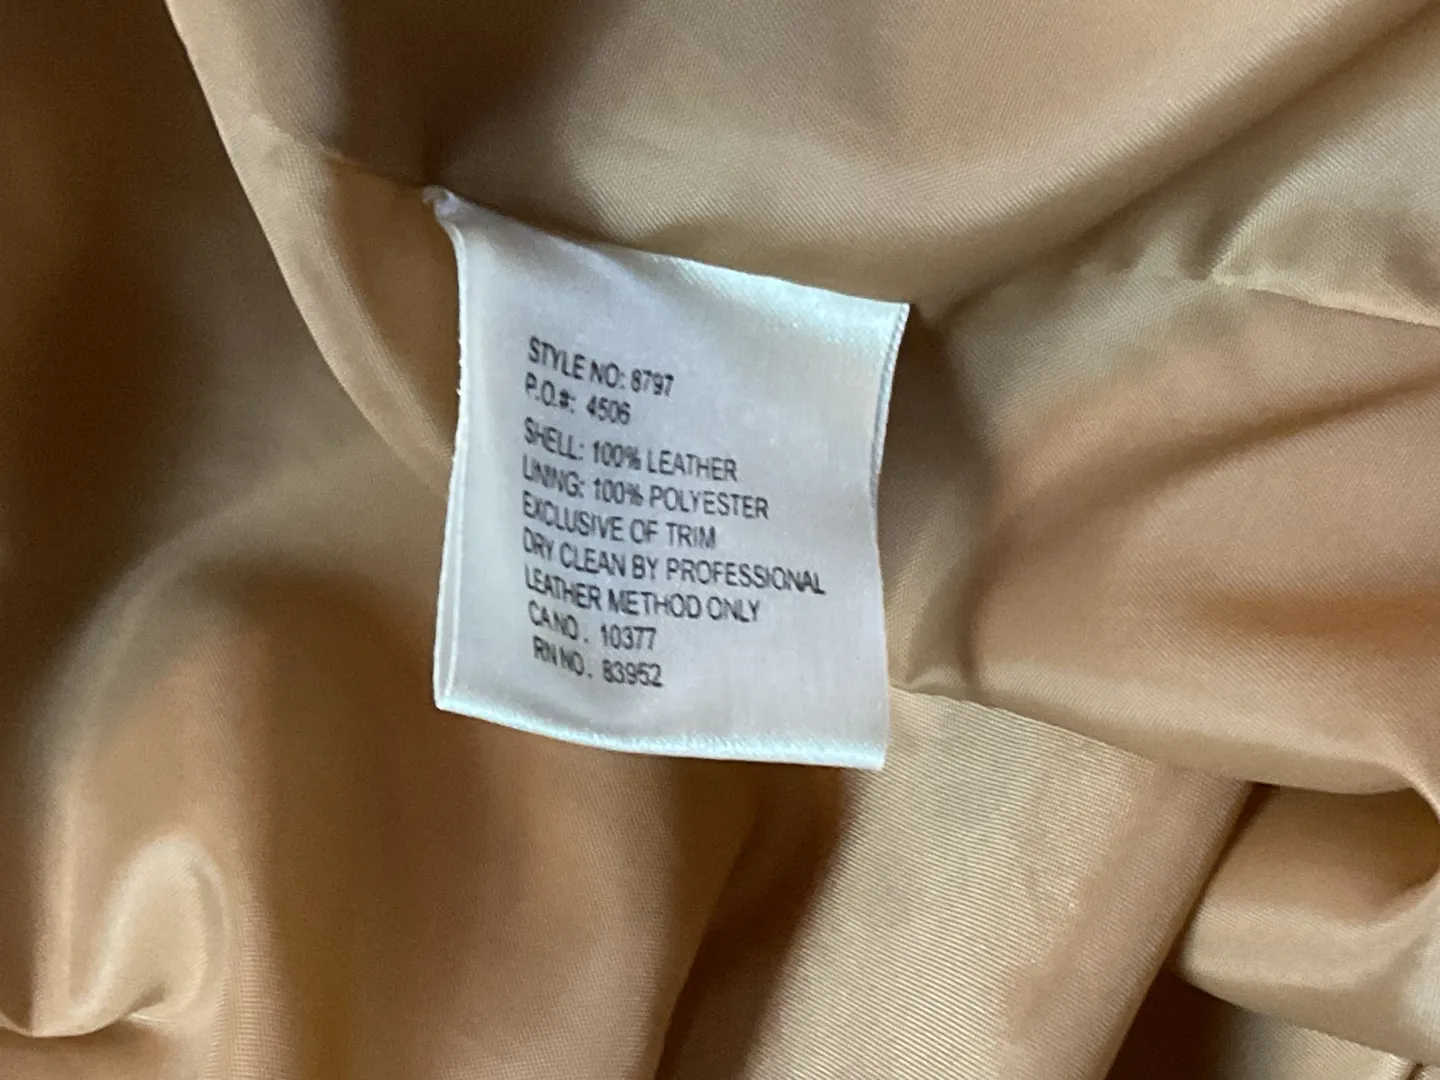 STYLE NO: 8797
P.O.#: 4506
SHELL: 100% LEATHER
LINING: 100% POLYESTER
EXCLUSIVE OF TRIM
DRY CLEAN BY PROFESSIONAL
LEATHER METHOD ONLY
CA NO. 10377
RN NO. 83952